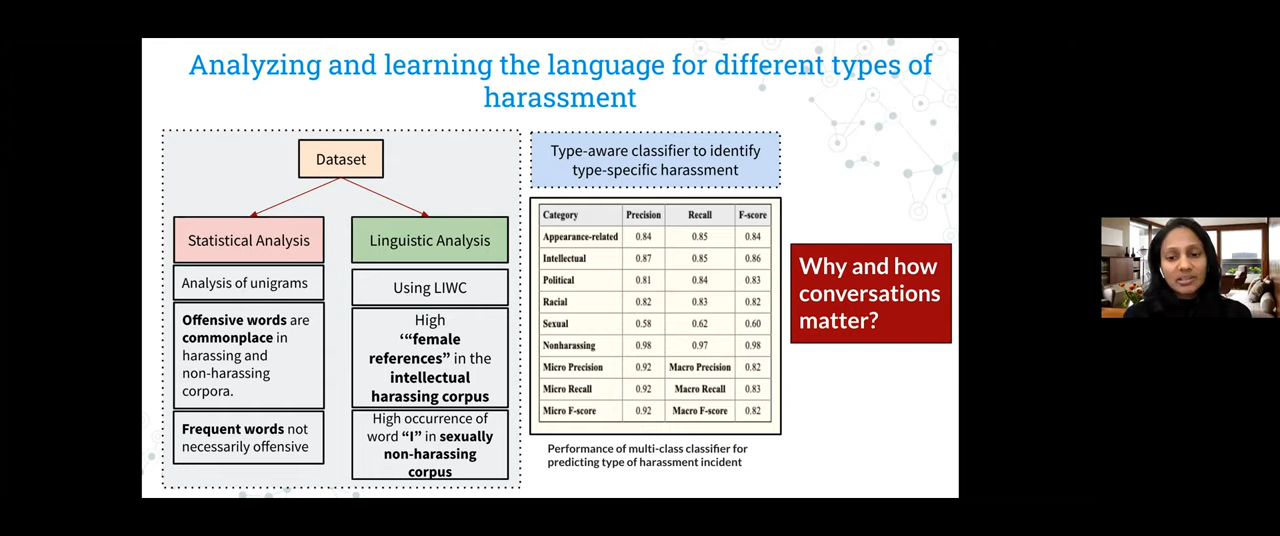 Analyzing and learning the language for different types of
harassment
Dataset
Statistical Analysis
Analysis of unigrams
Offensive words are
commonplace in
harassing and
non-harassing
corpora.
Frequent words not
necessarily offensive
Linguistic Analysis
Using LIWC
High
‘“female
references” in the
intellectual
harassing corpus
High occurrence of
word “I” in sexually
non-harassing
corpus
Type-aware classifier to identify
type-specific harassment
Category Precision Recall F-score
Appearance-related 0.84 0.85 0.84
Intellectual 0.87 0.85 0.86
Political 0.81 0.84 0.83
Racial 0.82 0.83 0.82
Sexual 0.58 0.62 0.60
Nonharassing 0.98 0.97 0.98
Micro Precision 0.92 Macro Precision 0.82
Micro Recall 0.92 Macro Recall 0.83
Micro F-score 0.92 Macro F-score 0.82
Performance of multi-class classifier for
predicting type of harassment incident
Why and how
conversations
matter?